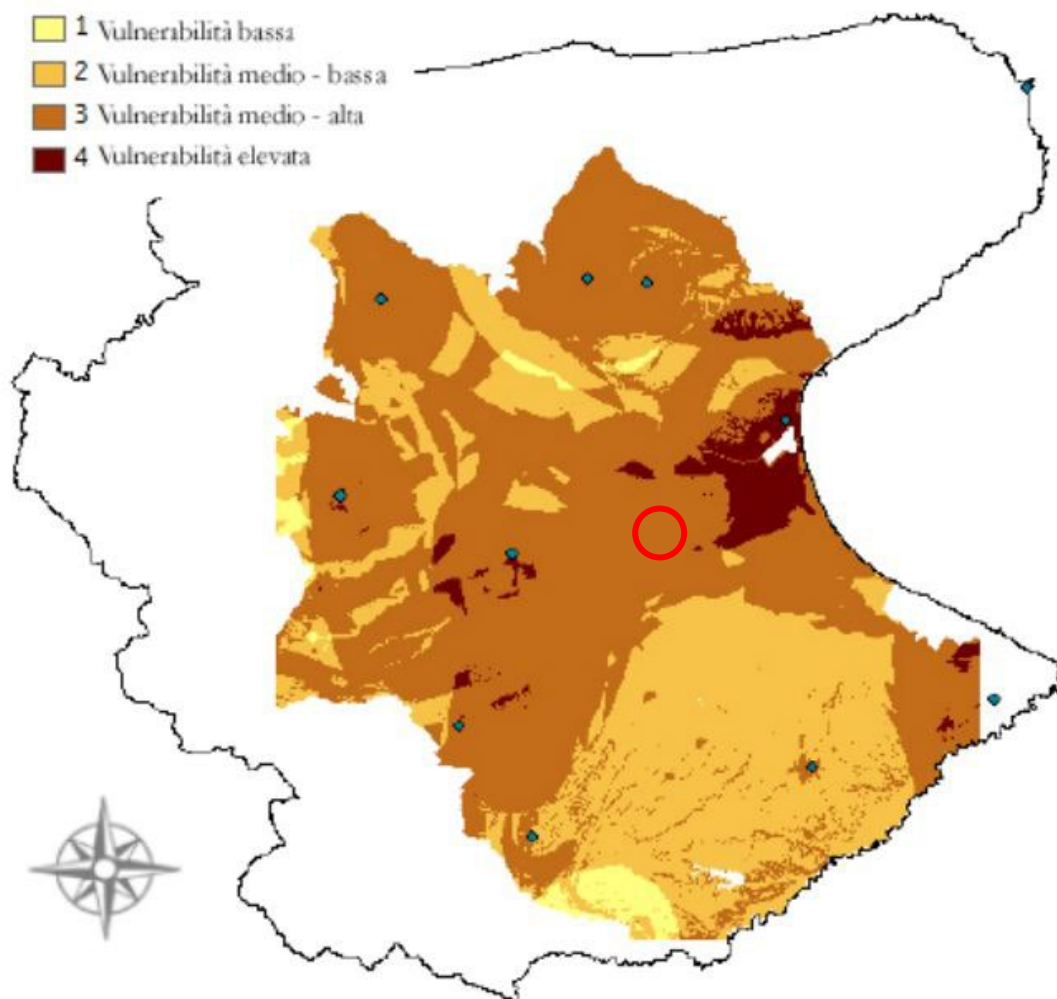 1 Vulnerabilità bassa
2 Vulnerabilità medio - bassa
3 Vulnerabilità medio - alta
4 Vulnerabilità elevata